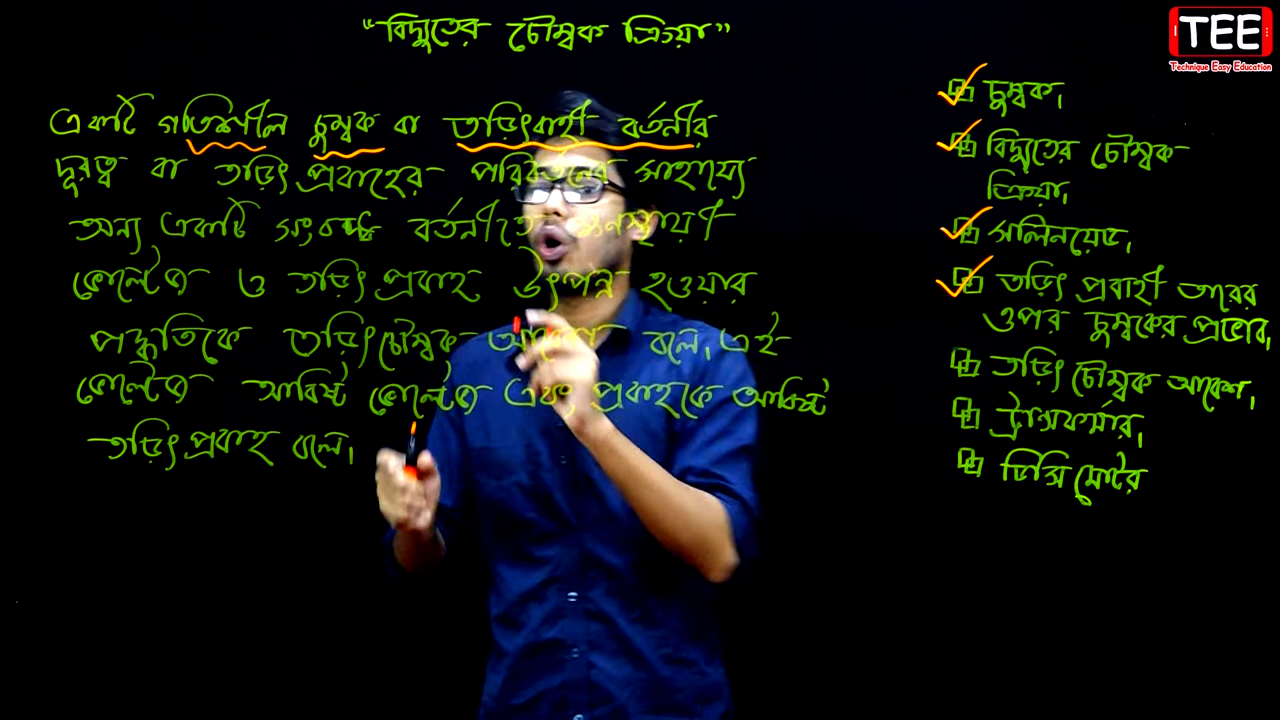 "বিদ্যুতের চৌম্বক ক্রিয়া"
TEE
Technique Easy Education
একটি গতিশীল চুম্বক বা তড়িৎবাহী বর্তনীর
দূরত্ব বা তড়িৎ প্রবাহের পরিবর্তনের সাহায্যে
অন্য একটি সংবদ্ধ বর্তনীতে ক্ষণস্থায়ী
ভোল্টেজ ও তড়িৎ প্রবাহ উৎপন্ন হওয়ার
পদ্ধতিকে তড়িৎচৌম্বক আবেশ বলে। এই
ভোল্টেজ আবিষ্ট ভোল্টেজ এবং প্রবাহকে আবিষ্ট
তড়িৎ প্রবাহ বলে।
চুম্বক।
বিদ্যুতের চৌম্বক
ক্রিয়া।
সলিনয়েড।
তড়িৎ প্রবাহী তারের
ওপর চুম্বকের প্রভাব।
তড়িৎ চৌম্বক আবেশ।
ট্রান্সফর্মার।
ডিসি মোটর